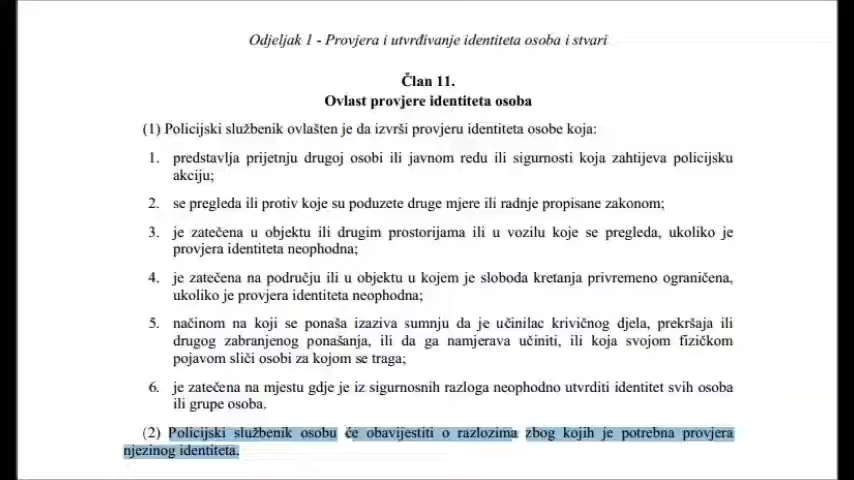 Odjeljak 1 - Provjera i utvrđivanje identiteta osoba i stvari
Član 11.
Ovlast provjere identiteta osoba
(1) Policijski službenik ovlašten je da izvrši provjeru identiteta osobe koja:
1. predstavlja prijetnju drugoj osobi ili javnom redu ili sigurnosti koja zahtijeva policijsku
akciju;
2. se pregleda ili protiv koje su poduzete druge mjere ili radnje propisane zakonom;
3. je zatečena u objektu ili drugim prostorijama ili u vozilu koje se pregleda, ukoliko je
provjera identiteta neophodna;
4. je zatečena na području ili u objektu u kojem je sloboda kretanja privremeno ograničena,
ukoliko je provjera identiteta neophodna;
5. načinom na koji se ponaša izaziva sumnju da je učinilac krivičnog djela, prekršaja ili
drugog zabranjenog ponašanja, ili da ga namjerava učiniti, ili koja svojom fizičkom
pojavom sliči osobi za kojom se traga;
6. je zatečena na mjestu gdje je iz sigurnosnih razloga neophodno utvrditi identitet svih osoba
ili grupe osoba.
(2) Policijski službenik osobu će obavijestiti o razlozima zbog kojih je potrebna provjera
njezinog identiteta.